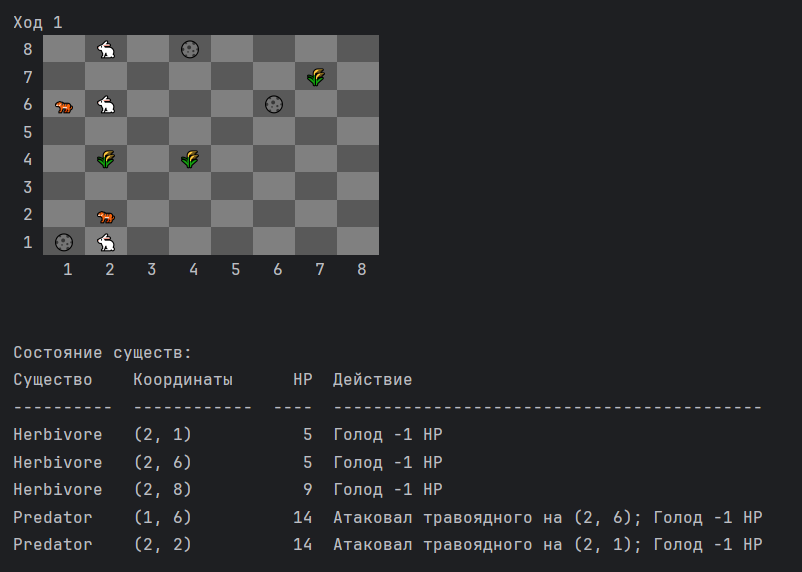 Ход 1
8
7
6
5
4
3
2
1
1 2 3 4 5 6 7 8
Состояние существ:
Существо Координаты HP Действие
---------- ------------ ---- -------------------------------------------
Herbivore (2, 1) 5 Голод -1 HP
Herbivore (2, 6) 5 Голод -1 HP
Herbivore (2, 8) 9 Голод -1 HP
Predator (1, 6) 14 Атаковал травоядного на (2, 6); Голод -1 HP
Predator (2, 2) 14 Атаковал травоядного на (2, 1); Голод -1 HP